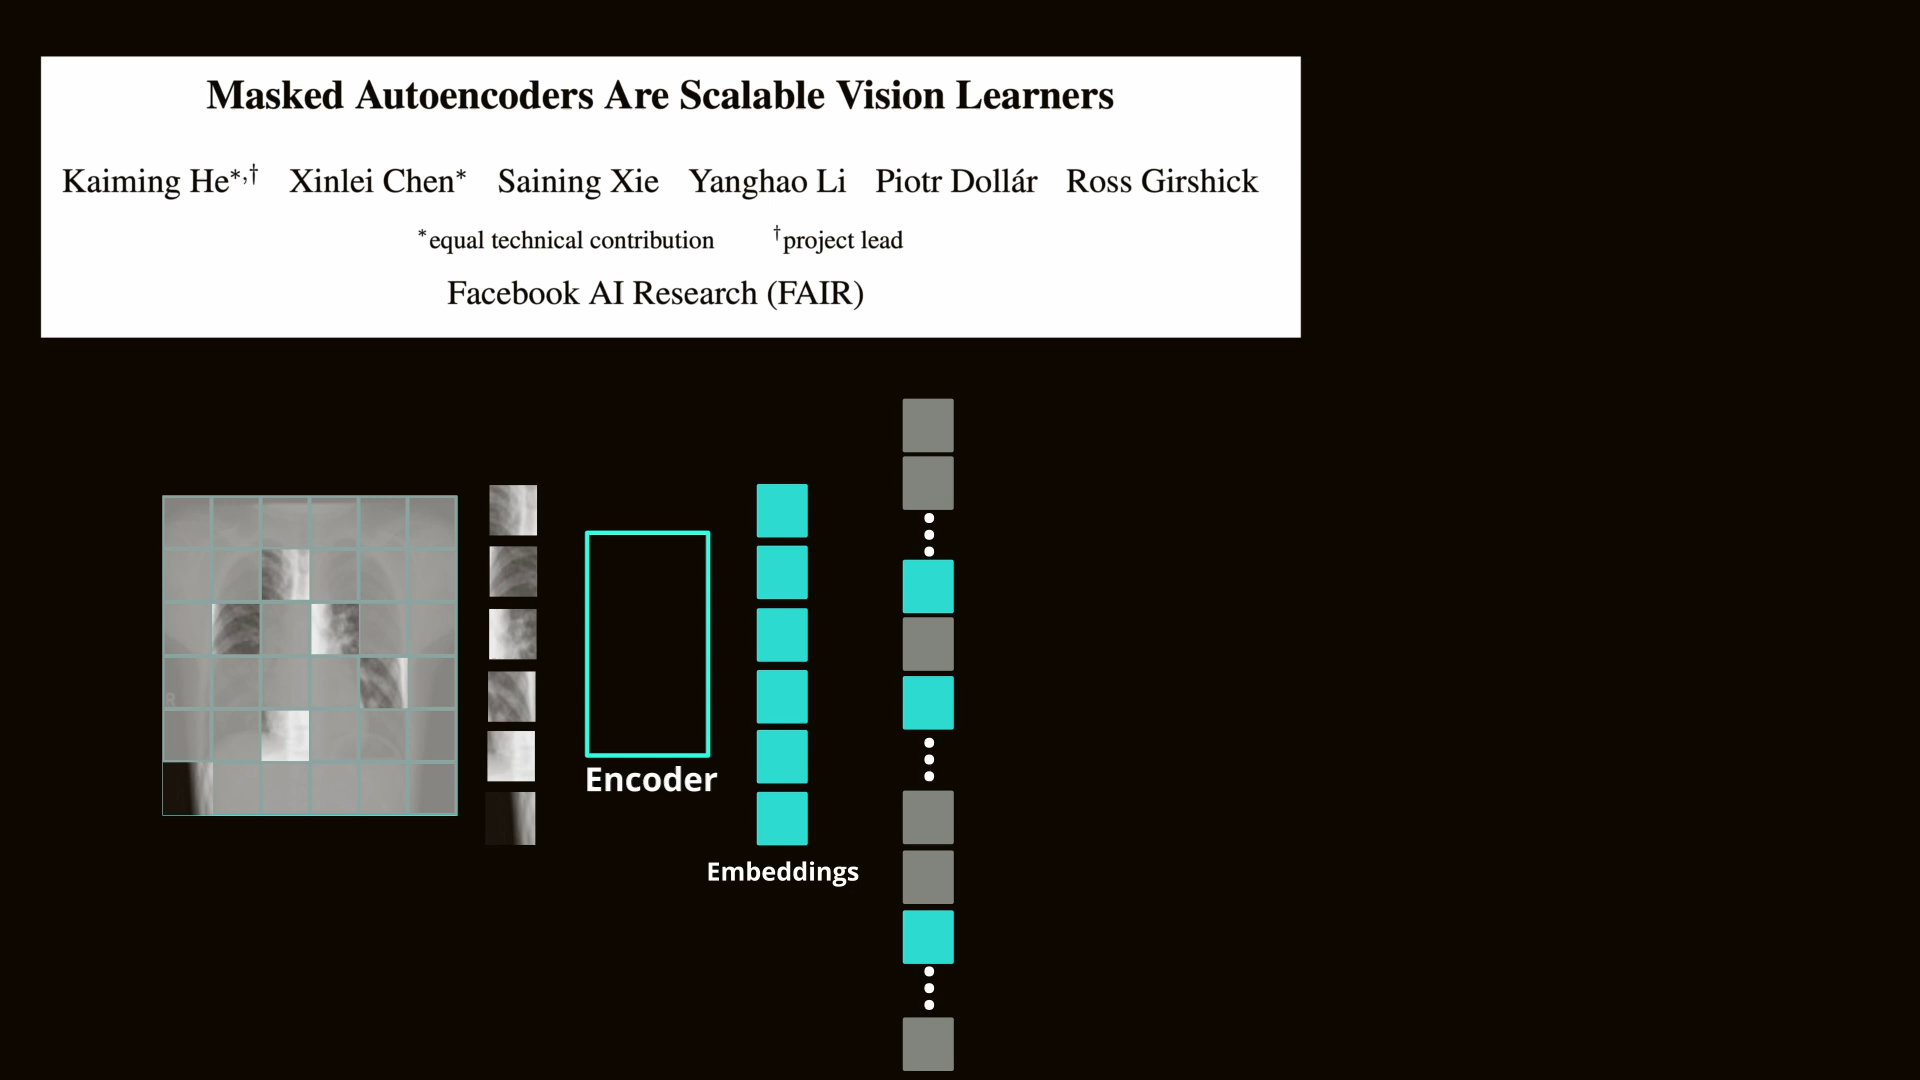 Masked Autoencoders Are Scalable Vision Learners
Kaiming He*,† Xinlei Chen* Saining Xie Yanghao Li Piotr Dollár Ross Girshick
*equal technical contribution †project lead
Facebook AI Research (FAIR)
R
Encoder
Embeddings